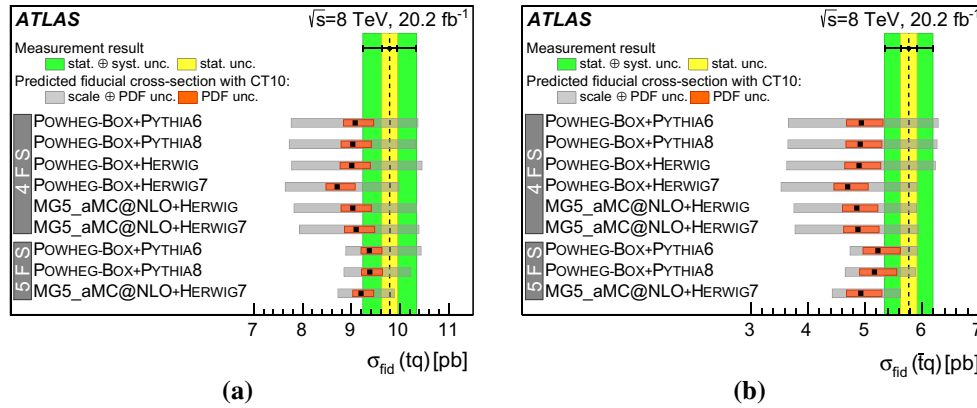 ATLAS √s=8 TeV, 20.2 fb⁻¹
Measurement result
stat. ⊕ syst. unc. stat. unc.
Predicted fiducial cross-section with CT10:
scale ⊕ PDF unc. PDF unc.
4FS
POWHEG-BOX+PYTHIA6
POWHEG-BOX+PYTHIA8
POWHEG-BOX+HERWIG
POWHEG-BOX+HERWIG7
MG5_aMC@NLO+HERWIG
MG5_aMC@NLO+HERWIG7
5FS
POWHEG-BOX+PYTHIA6
POWHEG-BOX+PYTHIA8
MG5_aMC@NLO+HERWIG7
7 8 9 10 11
σfid (tq) [pb]
(a)
ATLAS √s=8 TeV, 20.2 fb⁻¹
Measurement result
stat. ⊕ syst. unc. stat. unc.
Predicted fiducial cross-section with CT10:
scale ⊕ PDF unc. PDF unc.
4FS
POWHEG-BOX+PYTHIA6
POWHEG-BOX+PYTHIA8
POWHEG-BOX+HERWIG
POWHEG-BOX+HERWIG7
MG5_aMC@NLO+HERWIG
MG5_aMC@NLO+HERWIG7
5FS
POWHEG-BOX+PYTHIA6
POWHEG-BOX+PYTHIA8
MG5_aMC@NLO+HERWIG7
3 4 5 6 7
σfid (t̄q) [pb]
(b)